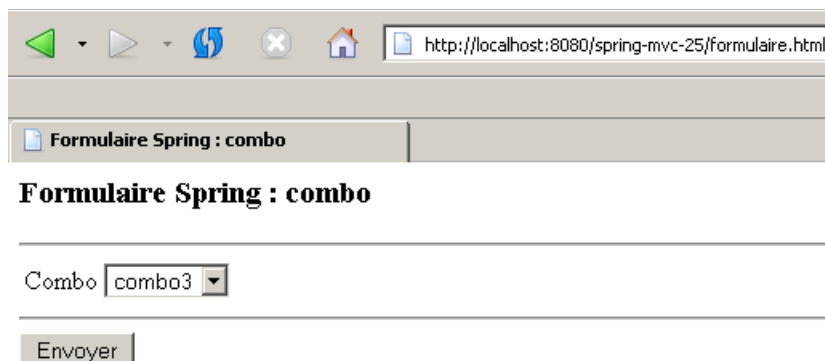 http://localhost:8080/spring-mvc-25/formulaire.html
Formulaire Spring : combo
Formulaire Spring : combo
Combo combo3
Envoyer